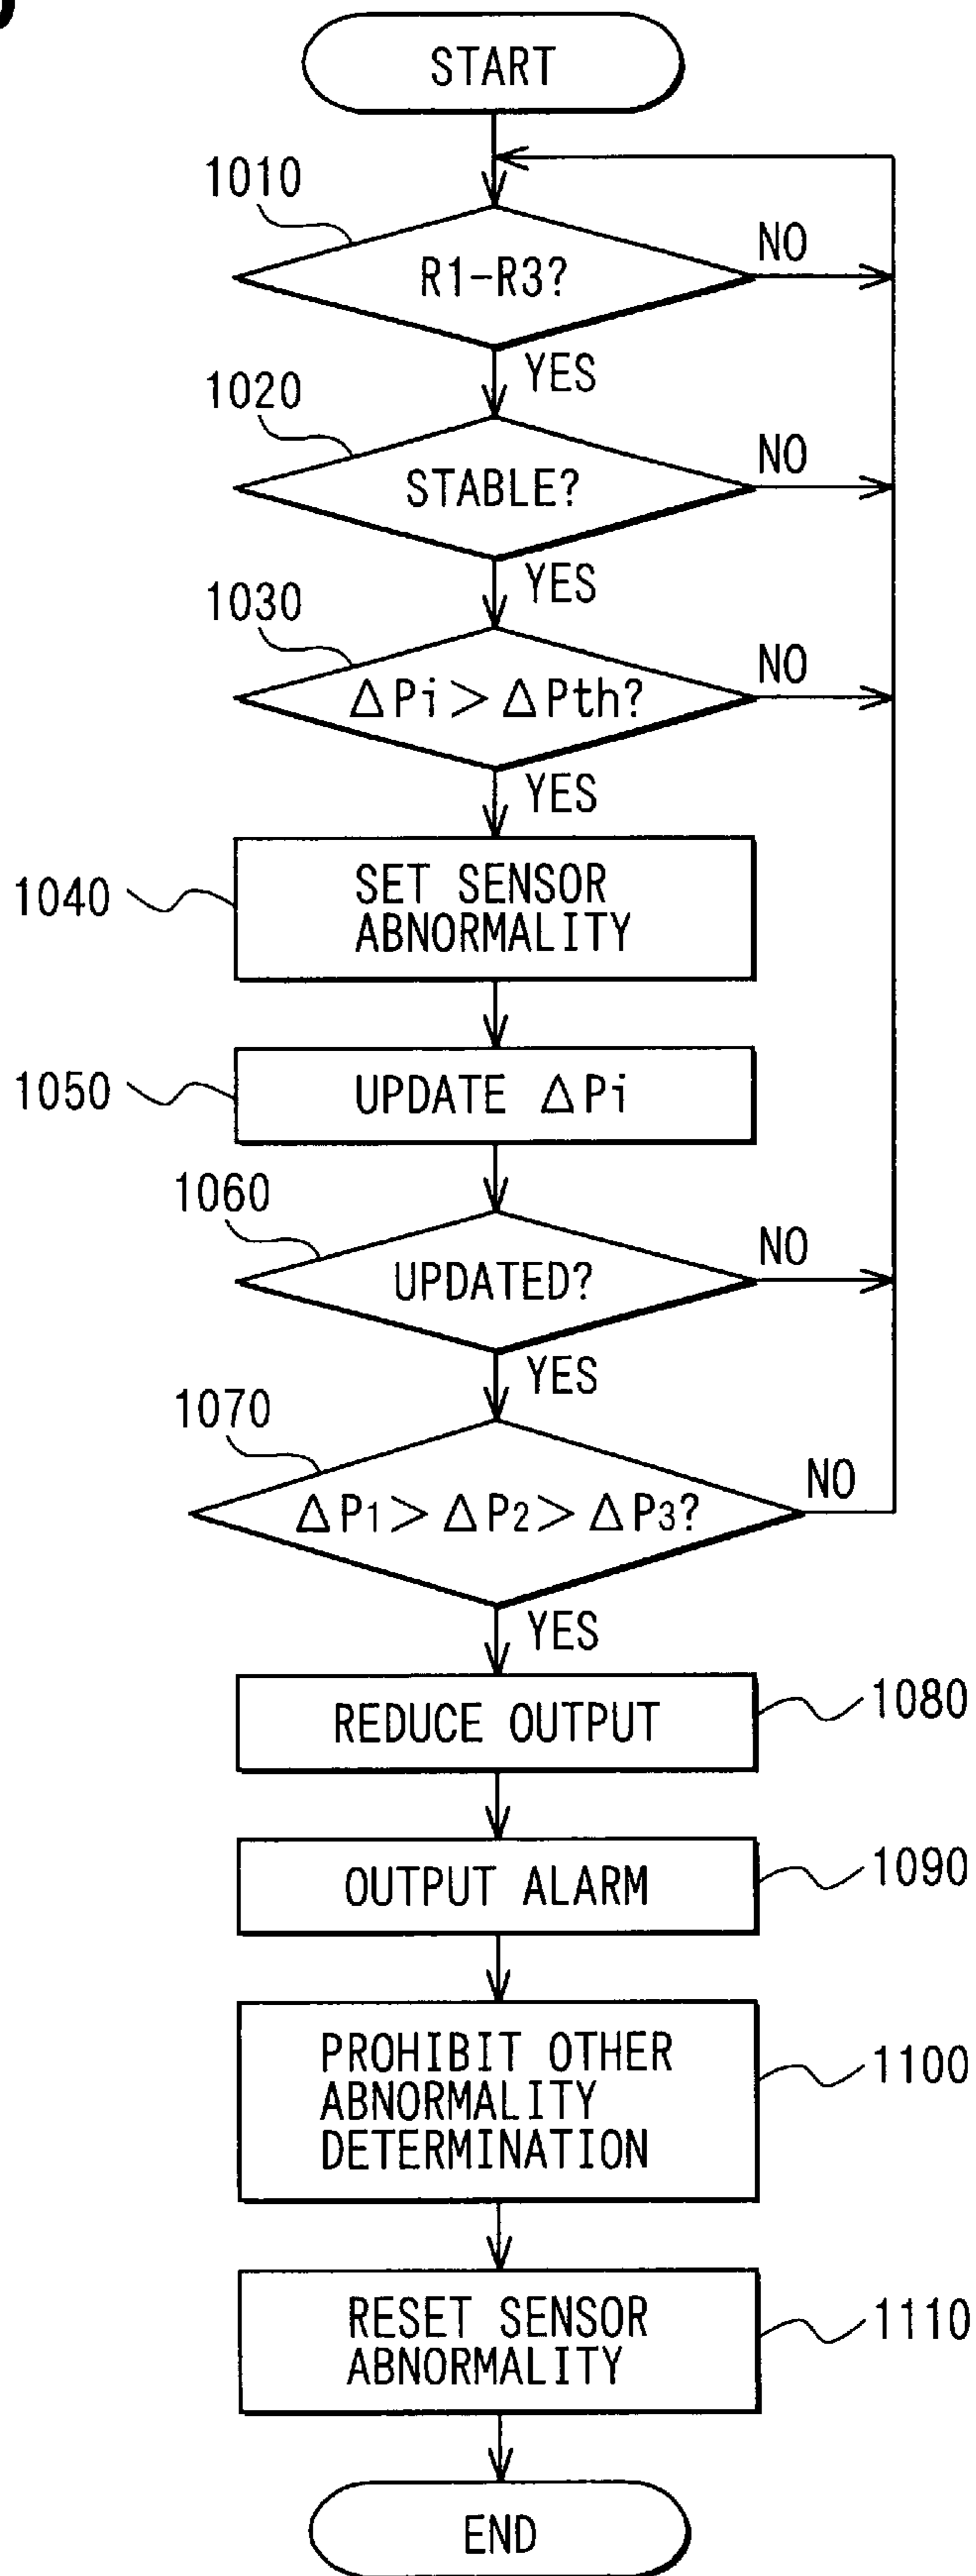 START
1010
R1-R3?
NO
YES
1020
STABLE?
NO
YES
1030
ΔPi > ΔPth?
NO
YES
1040
SET SENSOR
ABNORMALITY
1050
UPDATE ΔPi
1060
UPDATED?
NO
YES
1070
ΔP1 > ΔP2 > ΔP3?
NO
YES
REDUCE OUTPUT
1080
OUTPUT ALARM
1090
PROHIBIT OTHER
ABNORMALITY
DETERMINATION
1100
RESET SENSOR
ABNORMALITY
1110
END